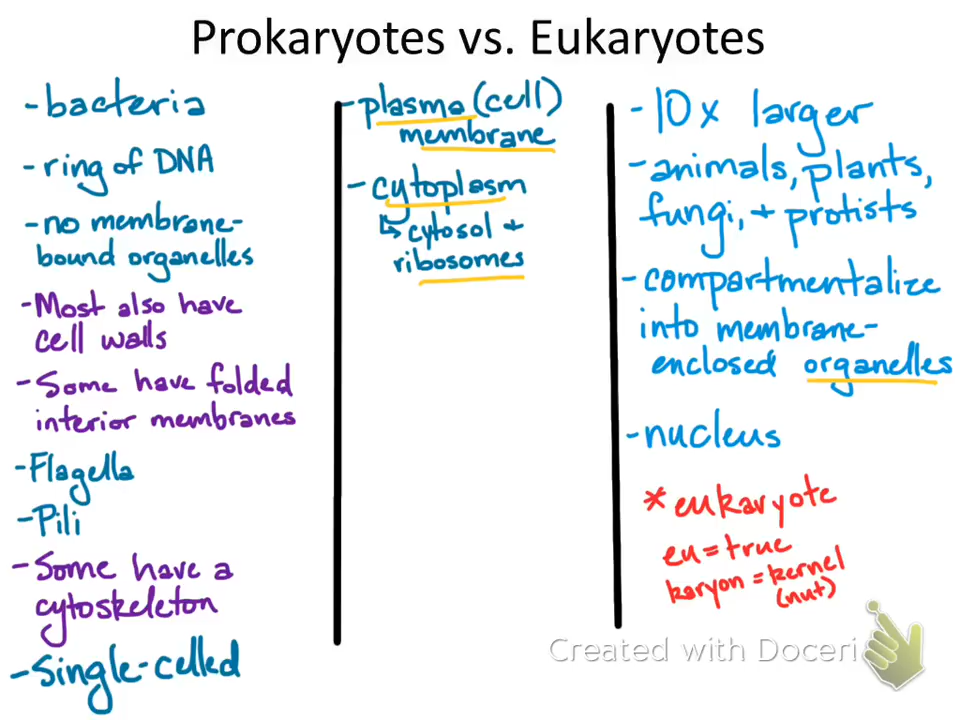 Prokaryotes vs. Eukaryotes
-bacteria
-ring of DNA
-no membrane-
bound organelles
-Most also have
cell walls
-Some have folded
interior membranes
-Flagella
-Pili
-Some have a
cytoskeleton
-Single-celled
-plasma (cell)
membrane
-cytoplasm
↳ cytosol +
ribosomes
-10x larger
-animals, plants,
fungi, + protists
-compartmentalize
into membrane-
enclosed organelles
-nucleus
*eukaryote
eu = true
karyon = kernel
(nut)
Created with Doceri